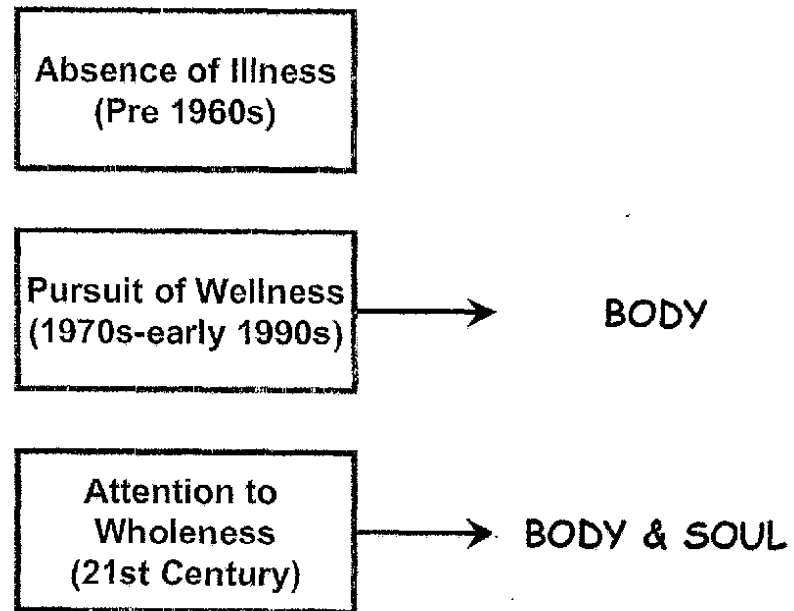 Absence of Illness
(Pre 1960s)
Pursuit of Wellness
(1970s-early 1990s)
BODY
Attention to
Wholeness
(21st Century)
BODY & SOUL